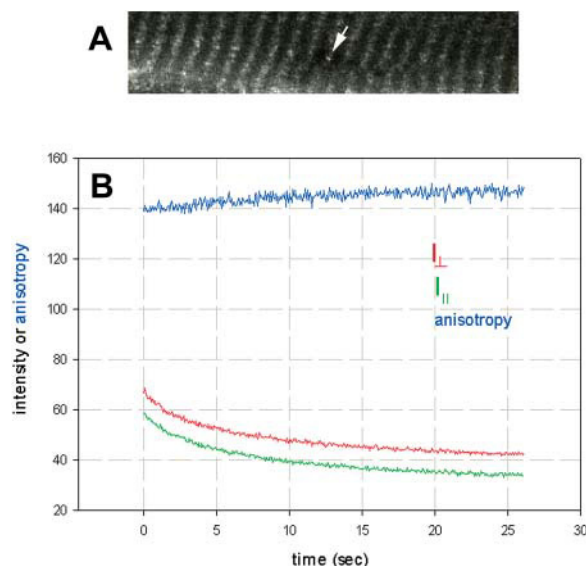 A
B
160
140
120
100
80
60
40
20
intensity or anisotropy
I⊥
I||
anisotropy
0 5 10 15 20 25 30
time (sec)